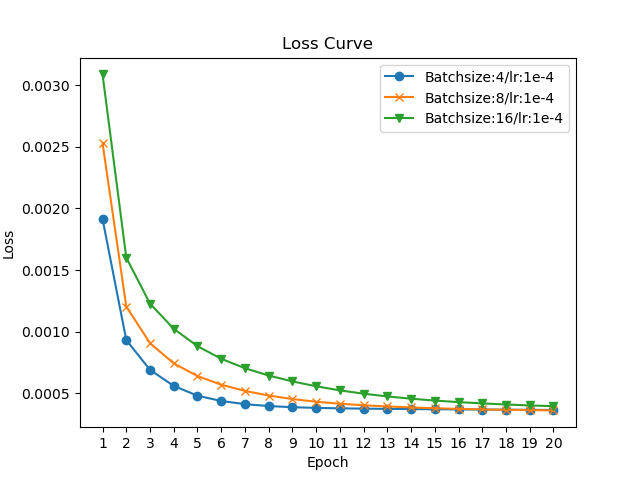 Loss Curve
Batchsize:4/lr:1e-4
Batchsize:8/lr:1e-4
Batchsize:16/lr:1e-4
0.0030
0.0025
0.0020
0.0015
0.0010
0.0005
Loss
1 2 3 4 5 6 7 8 9 10 11 12 13 14 15 16 17 18 19 20
Epoch